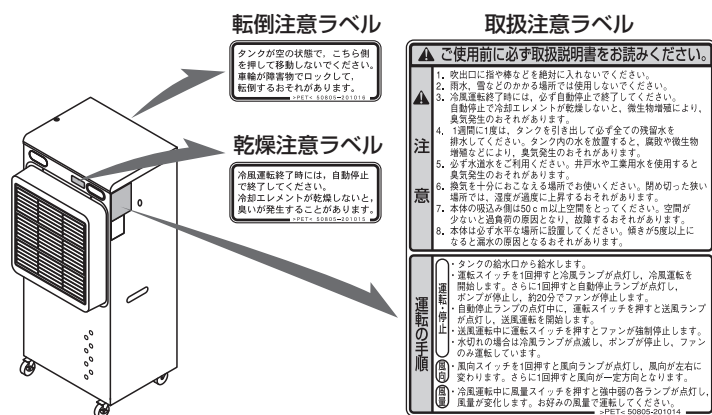 転倒注意ラベル
タンクが空の状態で，こちら側
を押して移動しないでください。
車輪が障害物でロックして，
転倒するおそれがあります。
>PET< 50805-201016
乾燥注意ラベル
冷風運転終了時には，自動停止
で終了してください。
冷却エレメントが乾燥しないと，
臭いが発生することがあります。
>PET< 50805-201015
取扱注意ラベル
ご使用前に必ず取扱説明書をお読みください。
注意
1. 吹出口に指や棒などを絶対に入れないでください。
2. 雨水，雪などのかかる場所では使用しないでください。
3. 冷風運転終了時には，必ず自動停止で終了してください。
自動停止で冷却エレメントが乾燥しないと，微生物増殖により，
臭気発生のおそれがあります。
4. 1週間に1度は，タンクを引き出して必ず全ての残留水を
排水してください。タンク内の水を放置すると，腐敗や微生物
増殖などにより，臭気発生のおそれがあります。
5. 必ず水道水をご利用ください。井戸水や工業用水を使用すると
臭気発生のおそれがあります。
6. 換気を十分におこなえる場所でお使いください。閉め切った狭い
場所では，湿度が過度に上昇するおそれがあります。
7. 本体の吸込み側は50cm以上空間をとってください。空間が
少ないと過負荷の原因となり，故障するおそれがあります。
8. 本体は必ず水平な場所に設置してください。傾きが5度以上に
なると漏水の原因となるおそれがあります。
運転の手順
運転・停止
・タンクの給水口から給水します。
・運転スイッチを1回押すと冷風ランプが点灯し，冷風運転を
開始します。さらに1回押すと自動停止ランプが点灯し，
ポンプが停止し，約20分でファンが停止します。
・自動停止ランプの点灯中に，運転スイッチを押すと送風ランプ
が点灯し，送風運転を開始します。
・送風運転中に運転スイッチを押すとファンが強制停止します。
・水切れの場合は冷風ランプが点滅し，ポンプが停止し，ファン
のみ運転しています。
風向
・風向スイッチを1回押すと風向ランプが点灯し，風向が左右に
変わります。さらに1回押すと風向が一定方向となります。
風量
・冷風運転中に風量スイッチを押すと強中弱の各ランプが点灯し，
風量が変化します。お好みの風量で運転してください。
>PET< 50805-201014